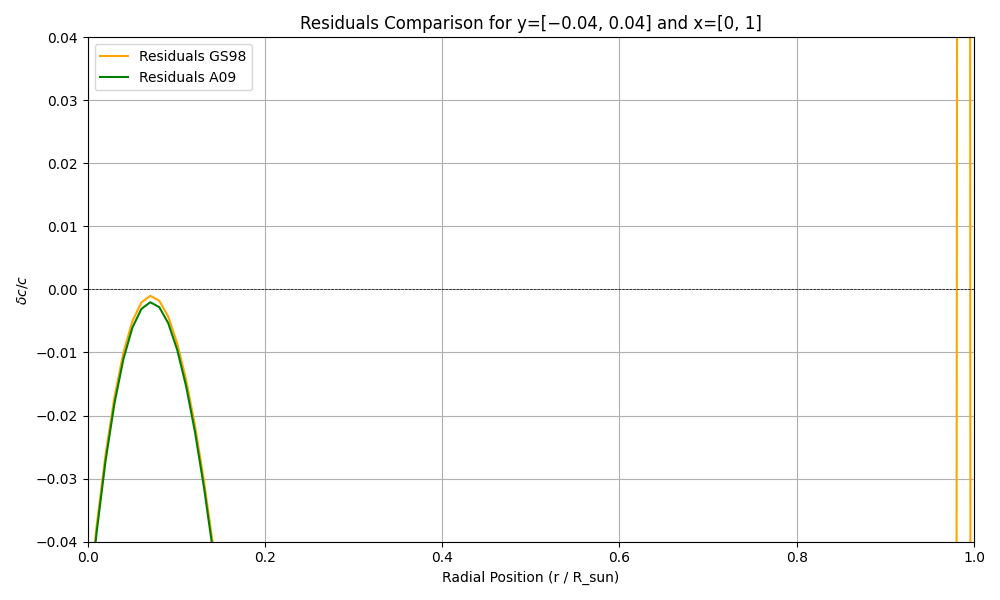 Residuals Comparison for y=[−0.04, 0.04] and x=[0, 1]
Residuals GS98
Residuals A09
0.04
0.03
0.02
0.01
0.00
−0.01
−0.02
−0.03
−0.04
δc/c
0.0 0.2 0.4 0.6 0.8 1.0
Radial Position (r / R_sun)